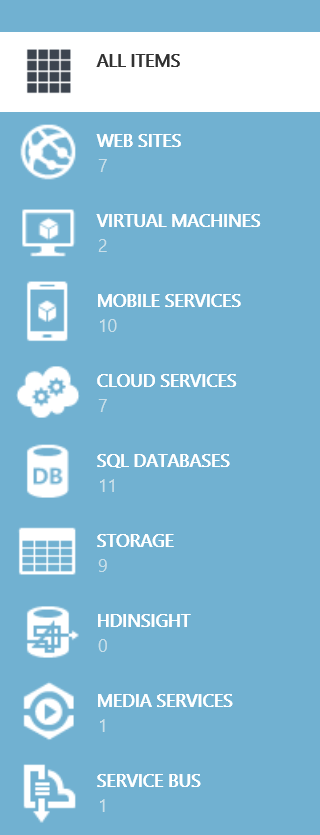 ALL ITEMS
WEB SITES
7
VIRTUAL MACHINES
2
MOBILE SERVICES
10
CLOUD SERVICES
7
DB
SQL DATABASES
11
STORAGE
9
HDINSIGHT
0
MEDIA SERVICES
1
SERVICE BUS
1